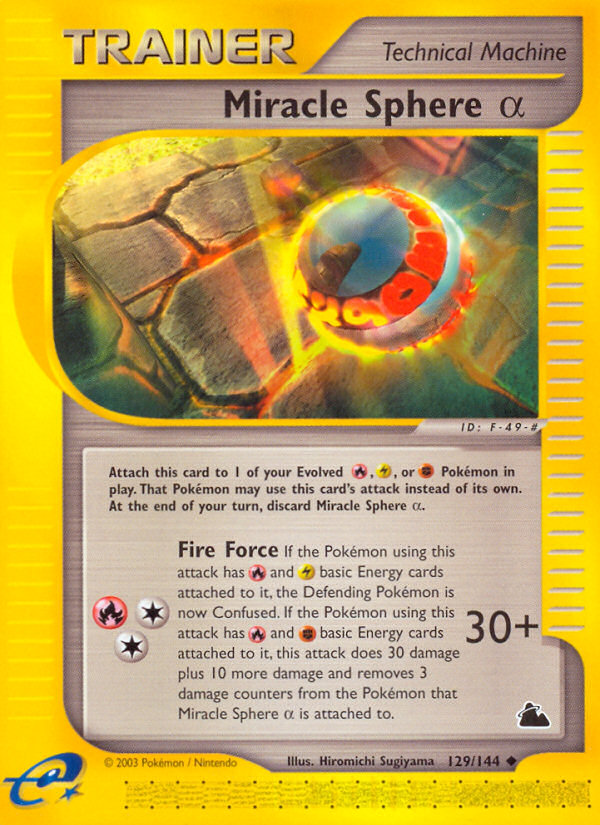 TRAINER
Technical Machine
Miracle Sphere α
ID: F-49-#
Attach this card to 1 of your Evolved , , or Pokémon in
play. That Pokémon may use this card's attack instead of its own.
At the end of your turn, discard Miracle Sphere α.
Fire Force If the Pokémon using this
attack has and basic Energy cards
attached to it, the Defending Pokémon is
now Confused. If the Pokémon using this
attack has and basic Energy cards
attached to it, this attack does 30 damage
plus 10 more damage and removes 3
damage counters from the Pokémon that
Miracle Sphere α is attached to.
30+
© 2003 Pokémon / Nintendo
Illus. Hiromichi Sugiyama
129/144 ◆
e